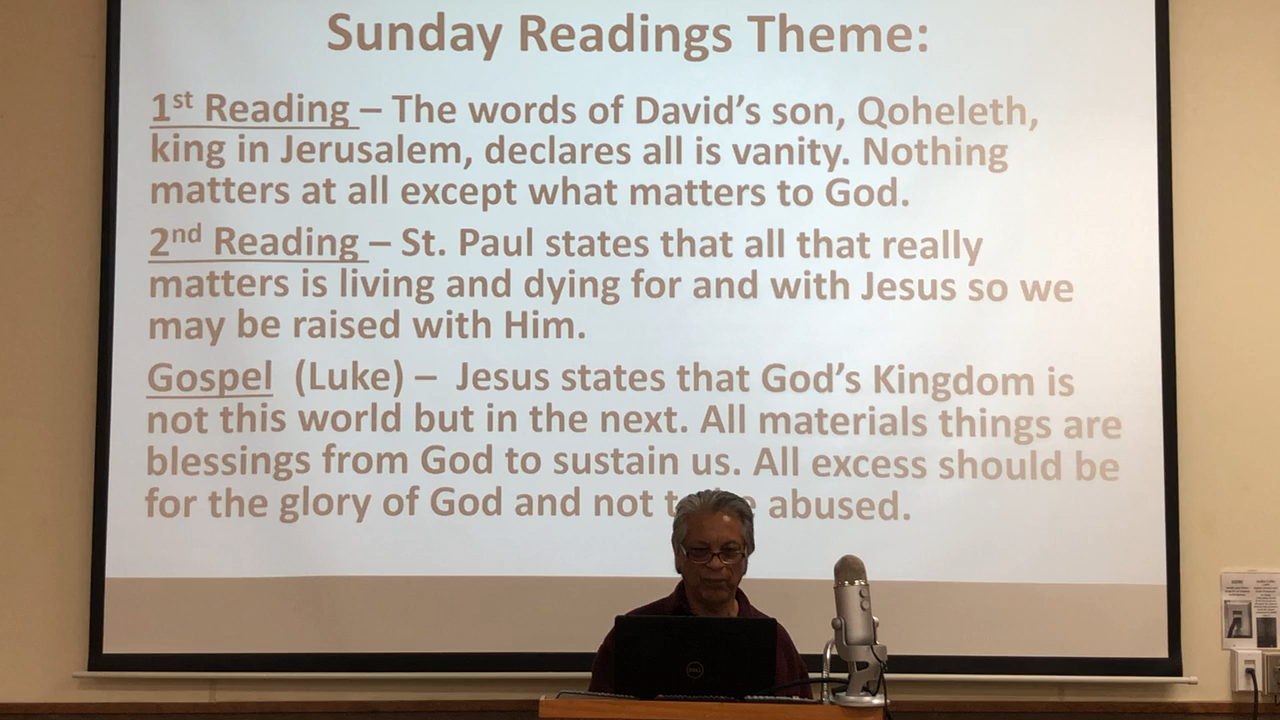 Sunday Readings Theme:
1st Reading – The words of David's son, Qoheleth,
king in Jerusalem, declares all is vanity. Nothing
matters at all except what matters to God.
2nd Reading – St. Paul states that all that really
matters is living and dying for and with Jesus so we
may be raised with Him.
Gospel (Luke) – Jesus states that God's Kingdom is
not this world but in the next. All materials things are
blessings from God to sustain us. All excess should be
for the glory of God and not abused.
DELL